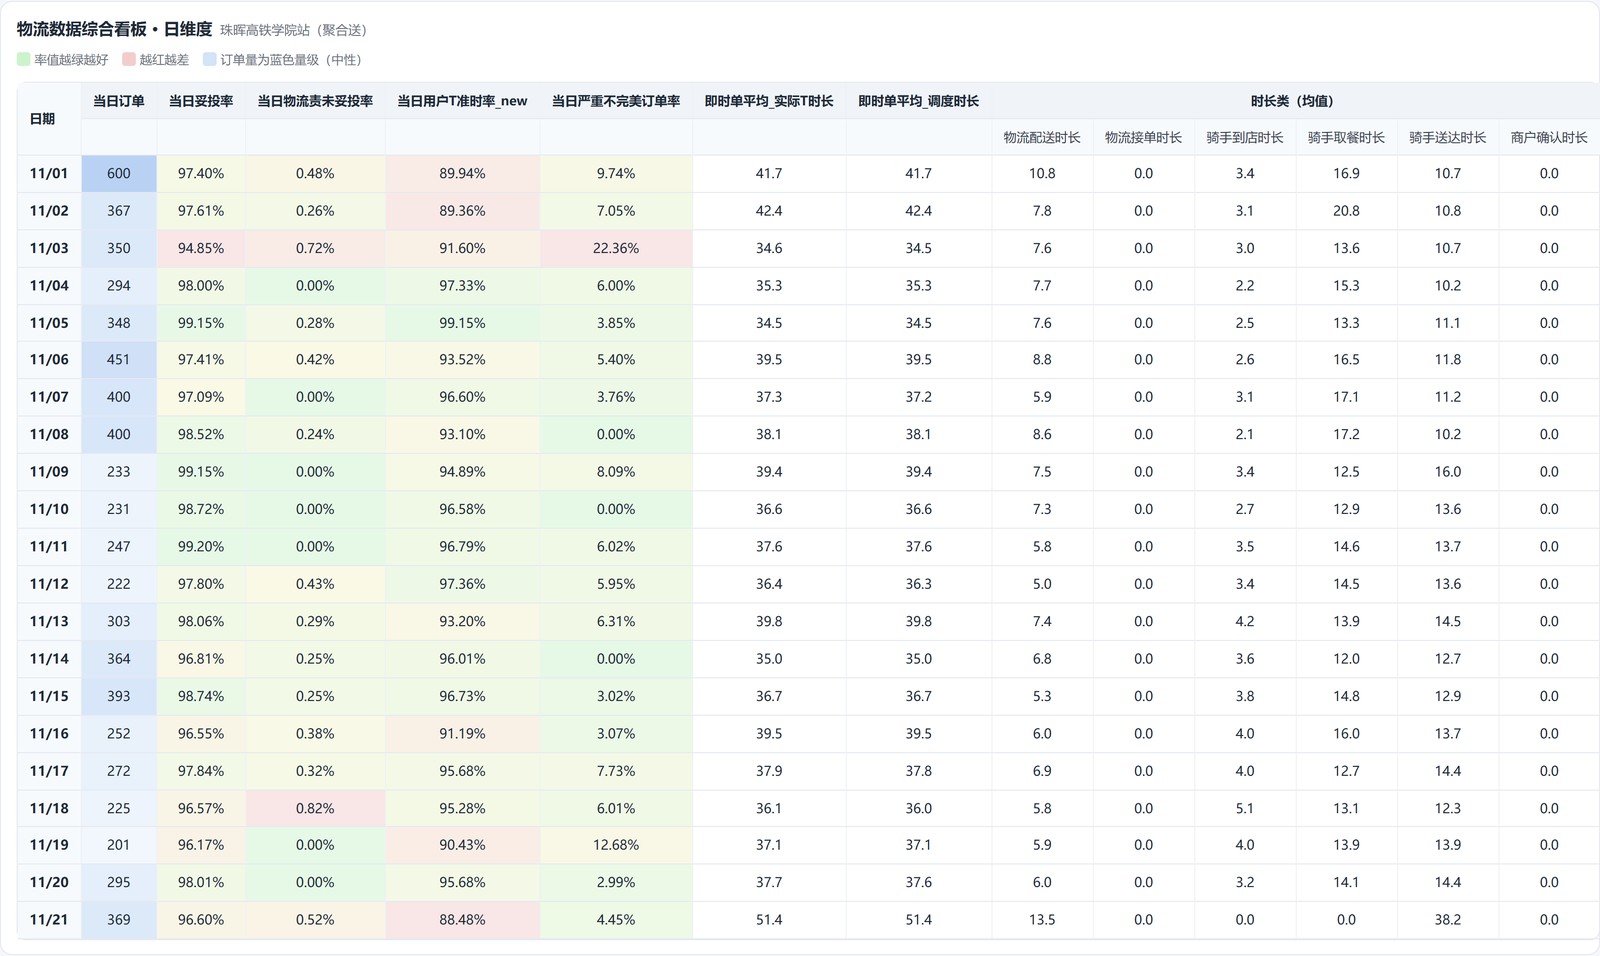 物流数据综合看板 • 日维度 珠晖高铁学院站（聚合送）
率值越绿越好 越红越差 订单量为蓝色量级（中性）
日期 当日订单 当日妥投率 当日物流责未妥投率 当日用户T准时率_new 当日严重不完美订单率 即时单平均_实际T时长 即时单平均_调度时长 时长类（均值）
物流配送时长 物流接单时长 骑手到店时长 骑手取餐时长 骑手送达时长 商户确认时长
11/01 600 97.40% 0.48% 89.94% 9.74% 41.7 41.7 10.8 0.0 3.4 16.9 10.7 0.0
11/02 367 97.61% 0.26% 89.36% 7.05% 42.4 42.4 7.8 0.0 3.1 20.8 10.8 0.0
11/03 350 94.85% 0.72% 91.60% 22.36% 34.6 34.5 7.6 0.0 3.0 13.6 10.7 0.0
11/04 294 98.00% 0.00% 97.33% 6.00% 35.3 35.3 7.7 0.0 2.2 15.3 10.2 0.0
11/05 348 99.15% 0.28% 99.15% 3.85% 34.5 34.5 7.6 0.0 2.5 13.3 11.1 0.0
11/06 451 97.41% 0.42% 93.52% 5.40% 39.5 39.5 8.8 0.0 2.6 16.5 11.8 0.0
11/07 400 97.09% 0.00% 96.60% 3.76% 37.3 37.2 5.9 0.0 3.1 17.1 11.2 0.0
11/08 400 98.52% 0.24% 93.10% 0.00% 38.1 38.1 8.6 0.0 2.1 17.2 10.2 0.0
11/09 233 99.15% 0.00% 94.89% 8.09% 39.4 39.4 7.5 0.0 3.4 12.5 16.0 0.0
11/10 231 98.72% 0.00% 96.58% 0.00% 36.6 36.6 7.3 0.0 2.7 12.9 13.6 0.0
11/11 247 99.20% 0.00% 96.79% 6.02% 37.6 37.6 5.8 0.0 3.5 14.6 13.7 0.0
11/12 222 97.80% 0.43% 97.36% 5.95% 36.4 36.3 5.0 0.0 3.4 14.5 13.6 0.0
11/13 303 98.06% 0.29% 93.20% 6.31% 39.8 39.8 7.4 0.0 4.2 13.9 14.5 0.0
11/14 364 96.81% 0.25% 96.01% 0.00% 35.0 35.0 6.8 0.0 3.6 12.0 12.7 0.0
11/15 393 98.74% 0.25% 96.73% 3.02% 36.7 36.7 5.3 0.0 3.8 14.8 12.9 0.0
11/16 252 96.55% 0.38% 91.19% 3.07% 39.5 39.5 6.0 0.0 4.0 16.0 13.7 0.0
11/17 272 97.84% 0.32% 95.68% 7.73% 37.9 37.8 6.9 0.0 4.0 12.7 14.4 0.0
11/18 225 96.57% 0.82% 95.28% 6.01% 36.1 36.0 5.8 0.0 5.1 13.1 12.3 0.0
11/19 201 96.17% 0.00% 90.43% 12.68% 37.1 37.1 5.9 0.0 4.0 13.9 13.9 0.0
11/20 295 98.01% 0.00% 95.68% 2.99% 37.7 37.6 6.0 0.0 3.2 14.1 14.4 0.0
11/21 369 96.60% 0.52% 88.48% 4.45% 51.4 51.4 13.5 0.0 0.0 0.0 38.2 0.0